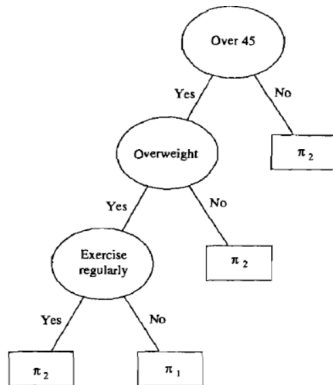 Over 45
Yes
No
Overweight
π 2
Yes
No
Exercise
regularly
π 2
Yes
No
π 2
π 1